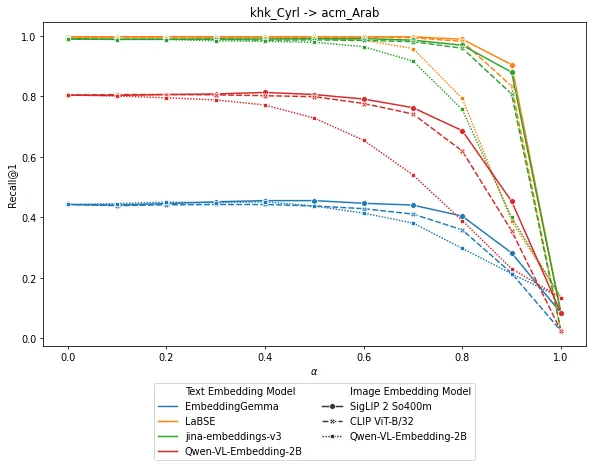 khk_Cyrl -> acm_Arab
Recall@1
1.0
0.8
0.6
0.4
0.2
0.0
0.0 0.2 0.4 0.6 0.8 1.0
α
Text Embedding Model Image Embedding Model
EmbeddingGemma SigLIP 2 So400m
LaBSE CLIP ViT-B/32
jina-embeddings-v3 Qwen-VL-Embedding-2B
Qwen-VL-Embedding-2B